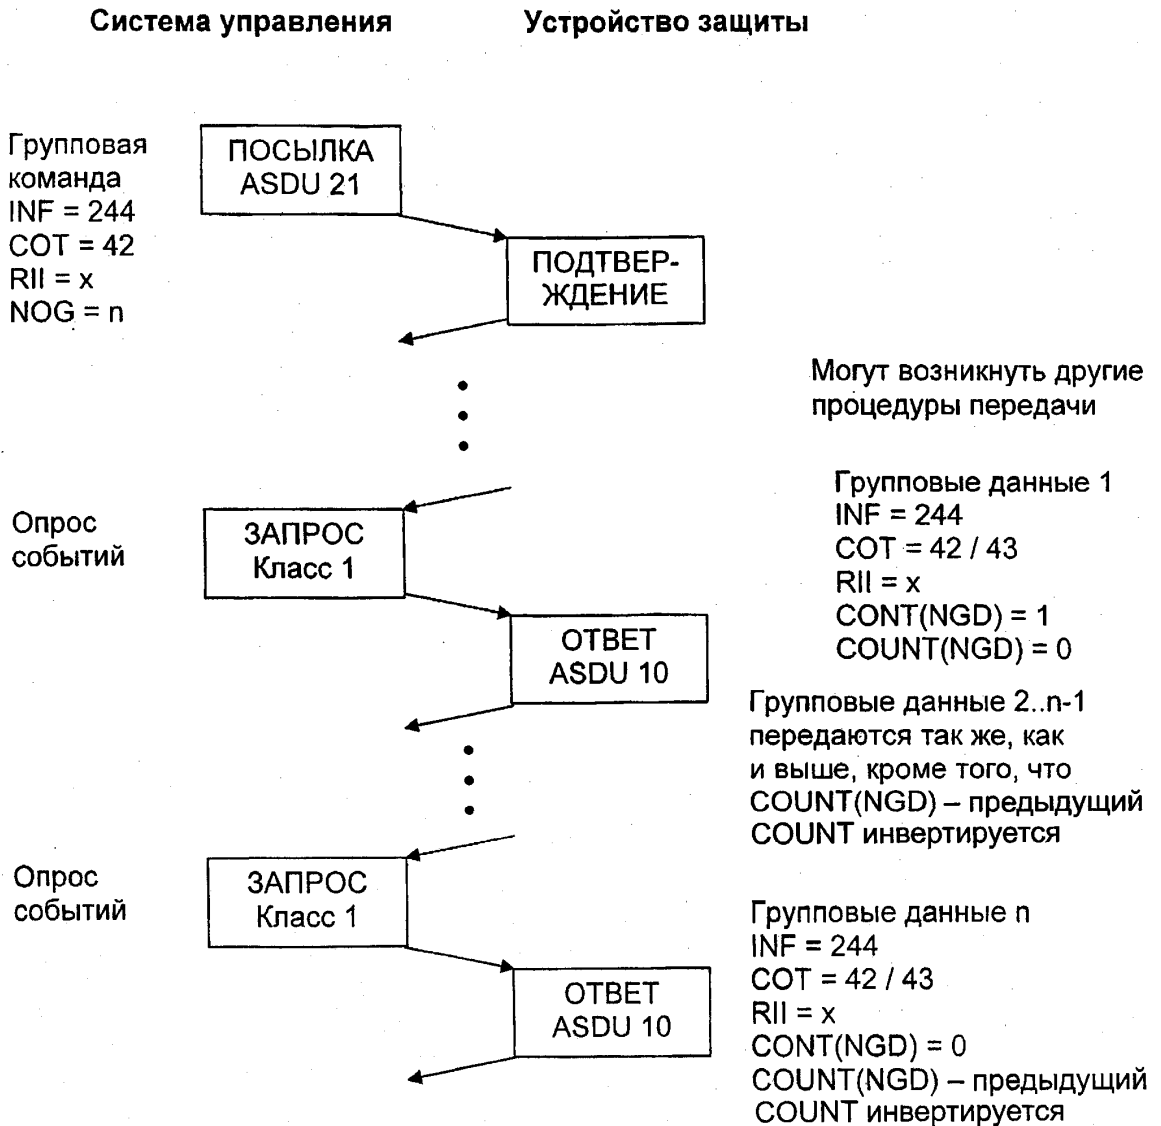 Система управления
Устройство защиты
Групповая
команда
INF = 244
COT = 42
RII = x
NOG = n
ПОСЫЛКА
ASDU 21
ПОДТВЕР-
ЖДЕНИЕ
Могут возникнуть другие
процедуры передачи
Опрос
событий
ЗАПРОС
Класс 1
Групповые данные 1
INF = 244
COT = 42 / 43
RII = x
CONT(NGD) = 1
COUNT(NGD) = 0
ОТВЕТ
ASDU 10
Групповые данные 2..n-1
передаются так же, как
и выше, кроме того, что
COUNT(NGD) – предыдущий
COUNT инвертируется
Опрос
событий
ЗАПРОС
Класс 1
Групповые данные n
INF = 244
COT = 42 / 43
RII = x
CONT(NGD) = 0
COUNT(NGD) – предыдущий
COUNT инвертируется
ОТВЕТ
ASDU 10